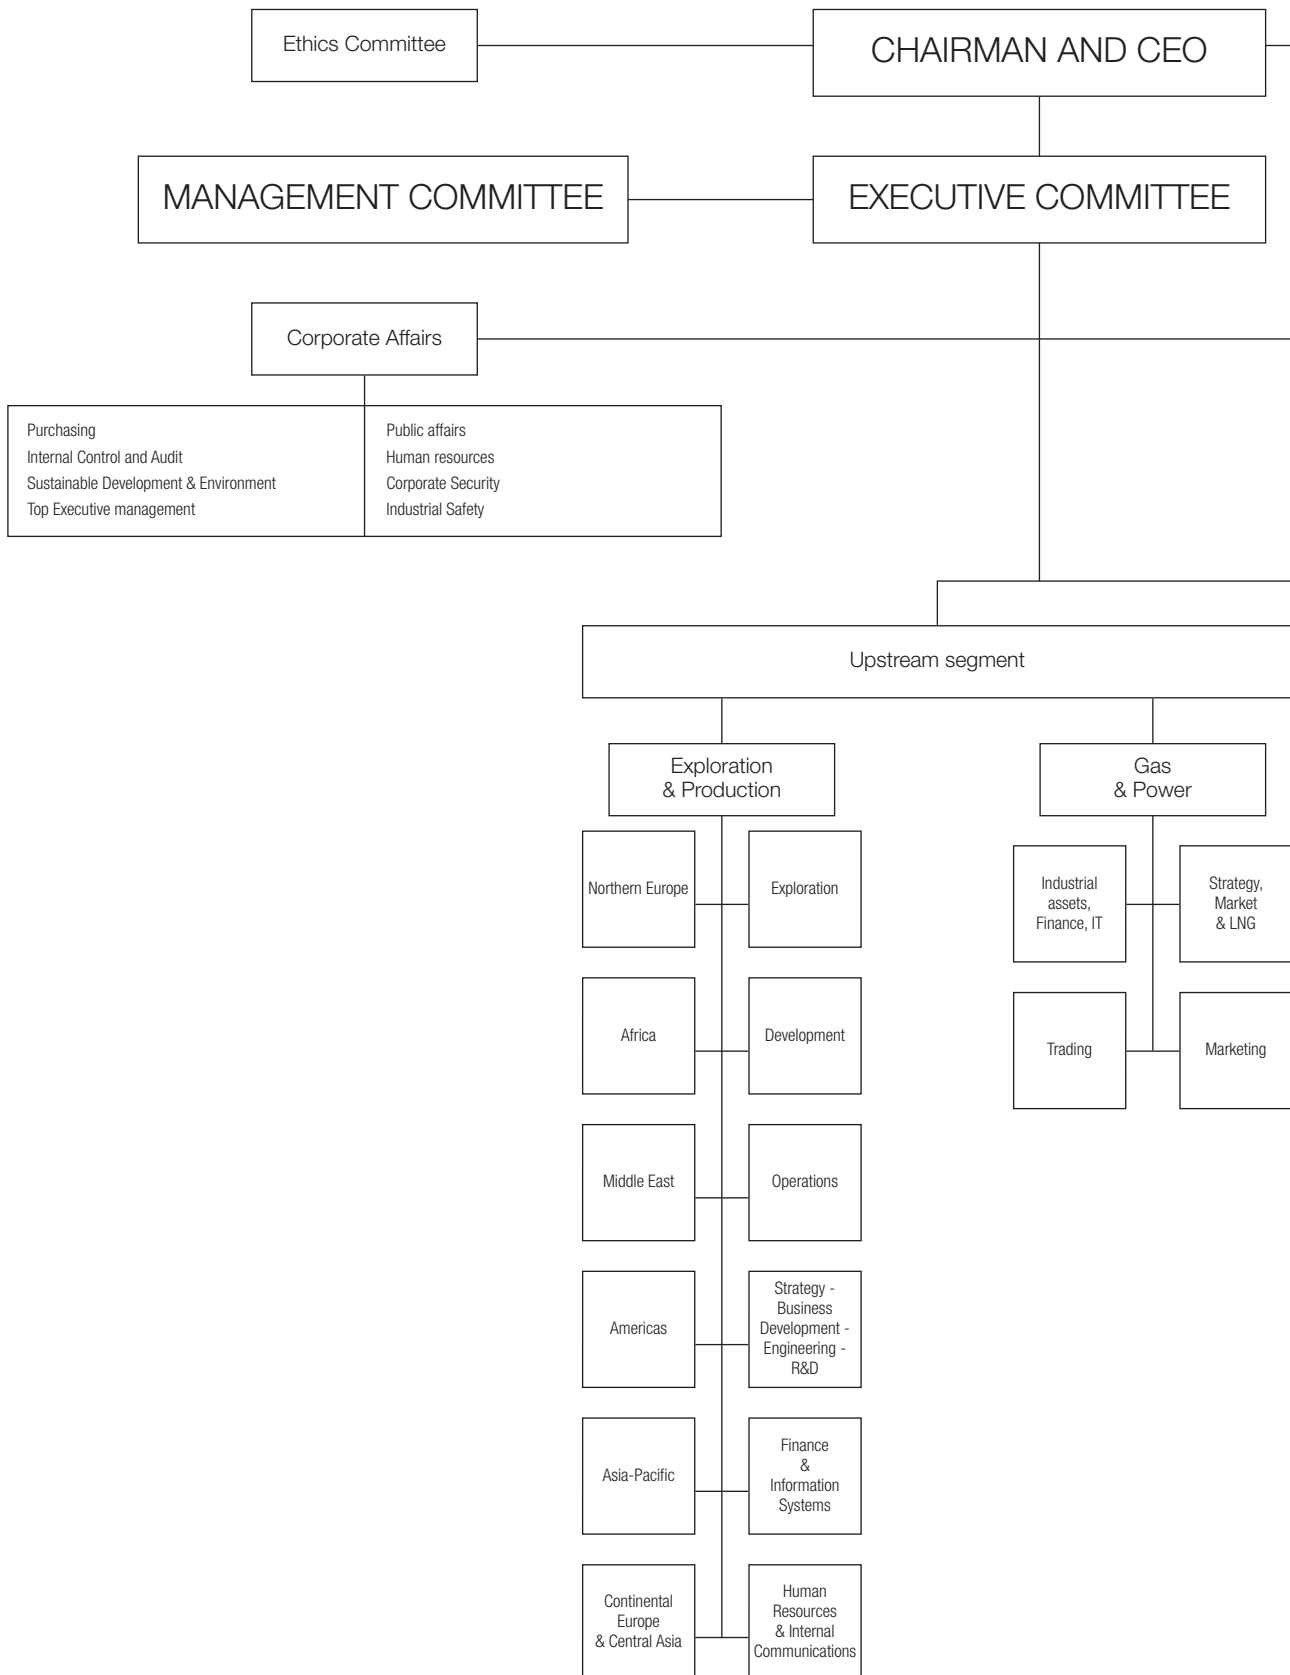 Ethics Committee
CHAIRMAN AND CEO
MANAGEMENT COMMITTEE
EXECUTIVE COMMITTEE
Corporate Affairs
Purchasing
Internal Control and Audit
Sustainable Development & Environment
Top Executive management
Public affairs
Human resources
Corporate Security
Industrial Safety
Upstream segment
Exploration
& Production
Gas
& Power
Northern Europe
Exploration
Industrial
assets,
Finance, IT
Strategy,
Market
& LNG
Africa
Development
Trading
Marketing
Middle East
Operations
Americas
Strategy -
Business
Development -
Engineering -
R&D
Asia-Pacific
Finance
&
Information
Systems
Continental
Europe
& Central Asia
Human
Resources
& Internal
Communications